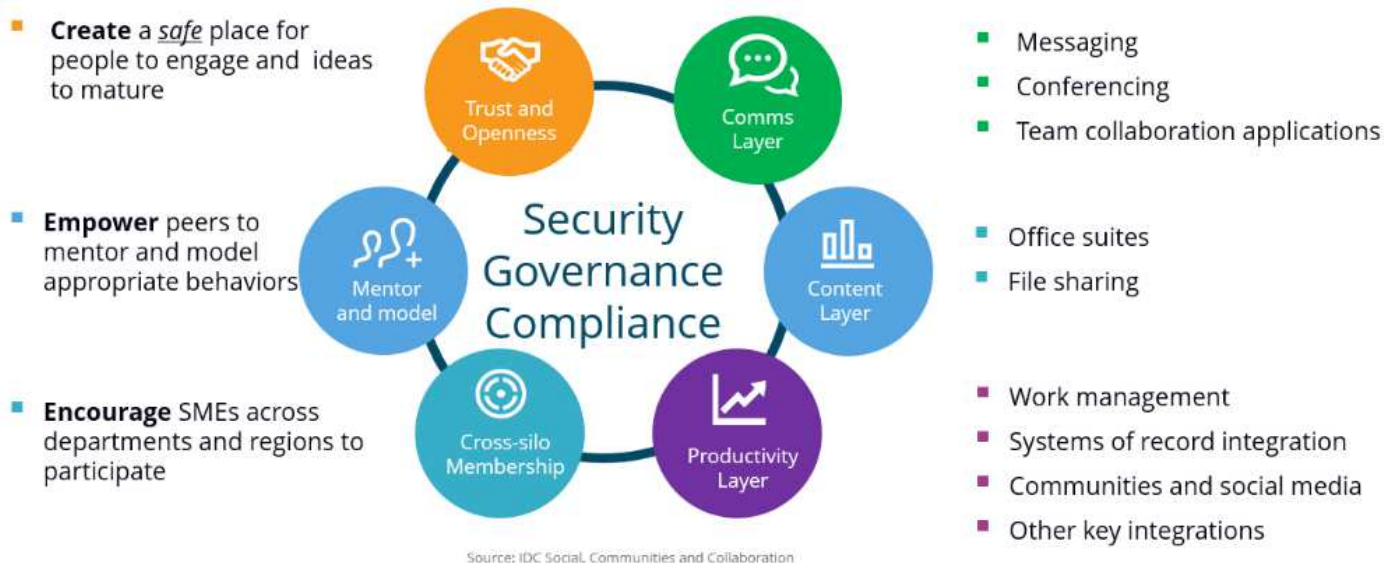 Create a safe place for
people to engage and ideas
to mature
Empower peers to
mentor and model
appropriate behaviors
Encourage SMEs across
departments and regions to
participate
Trust and
Openness
Comms
Layer
Mentor
and model
Security
Governance
Compliance
Content
Layer
Cross-silo
Membership
Productivity
Layer
Messaging
Conferencing
Team collaboration applications
Office suites
File sharing
Work management
Systems of record integration
Communities and social media
Other key integrations
Source: IDC Social, Communities and Collaboration